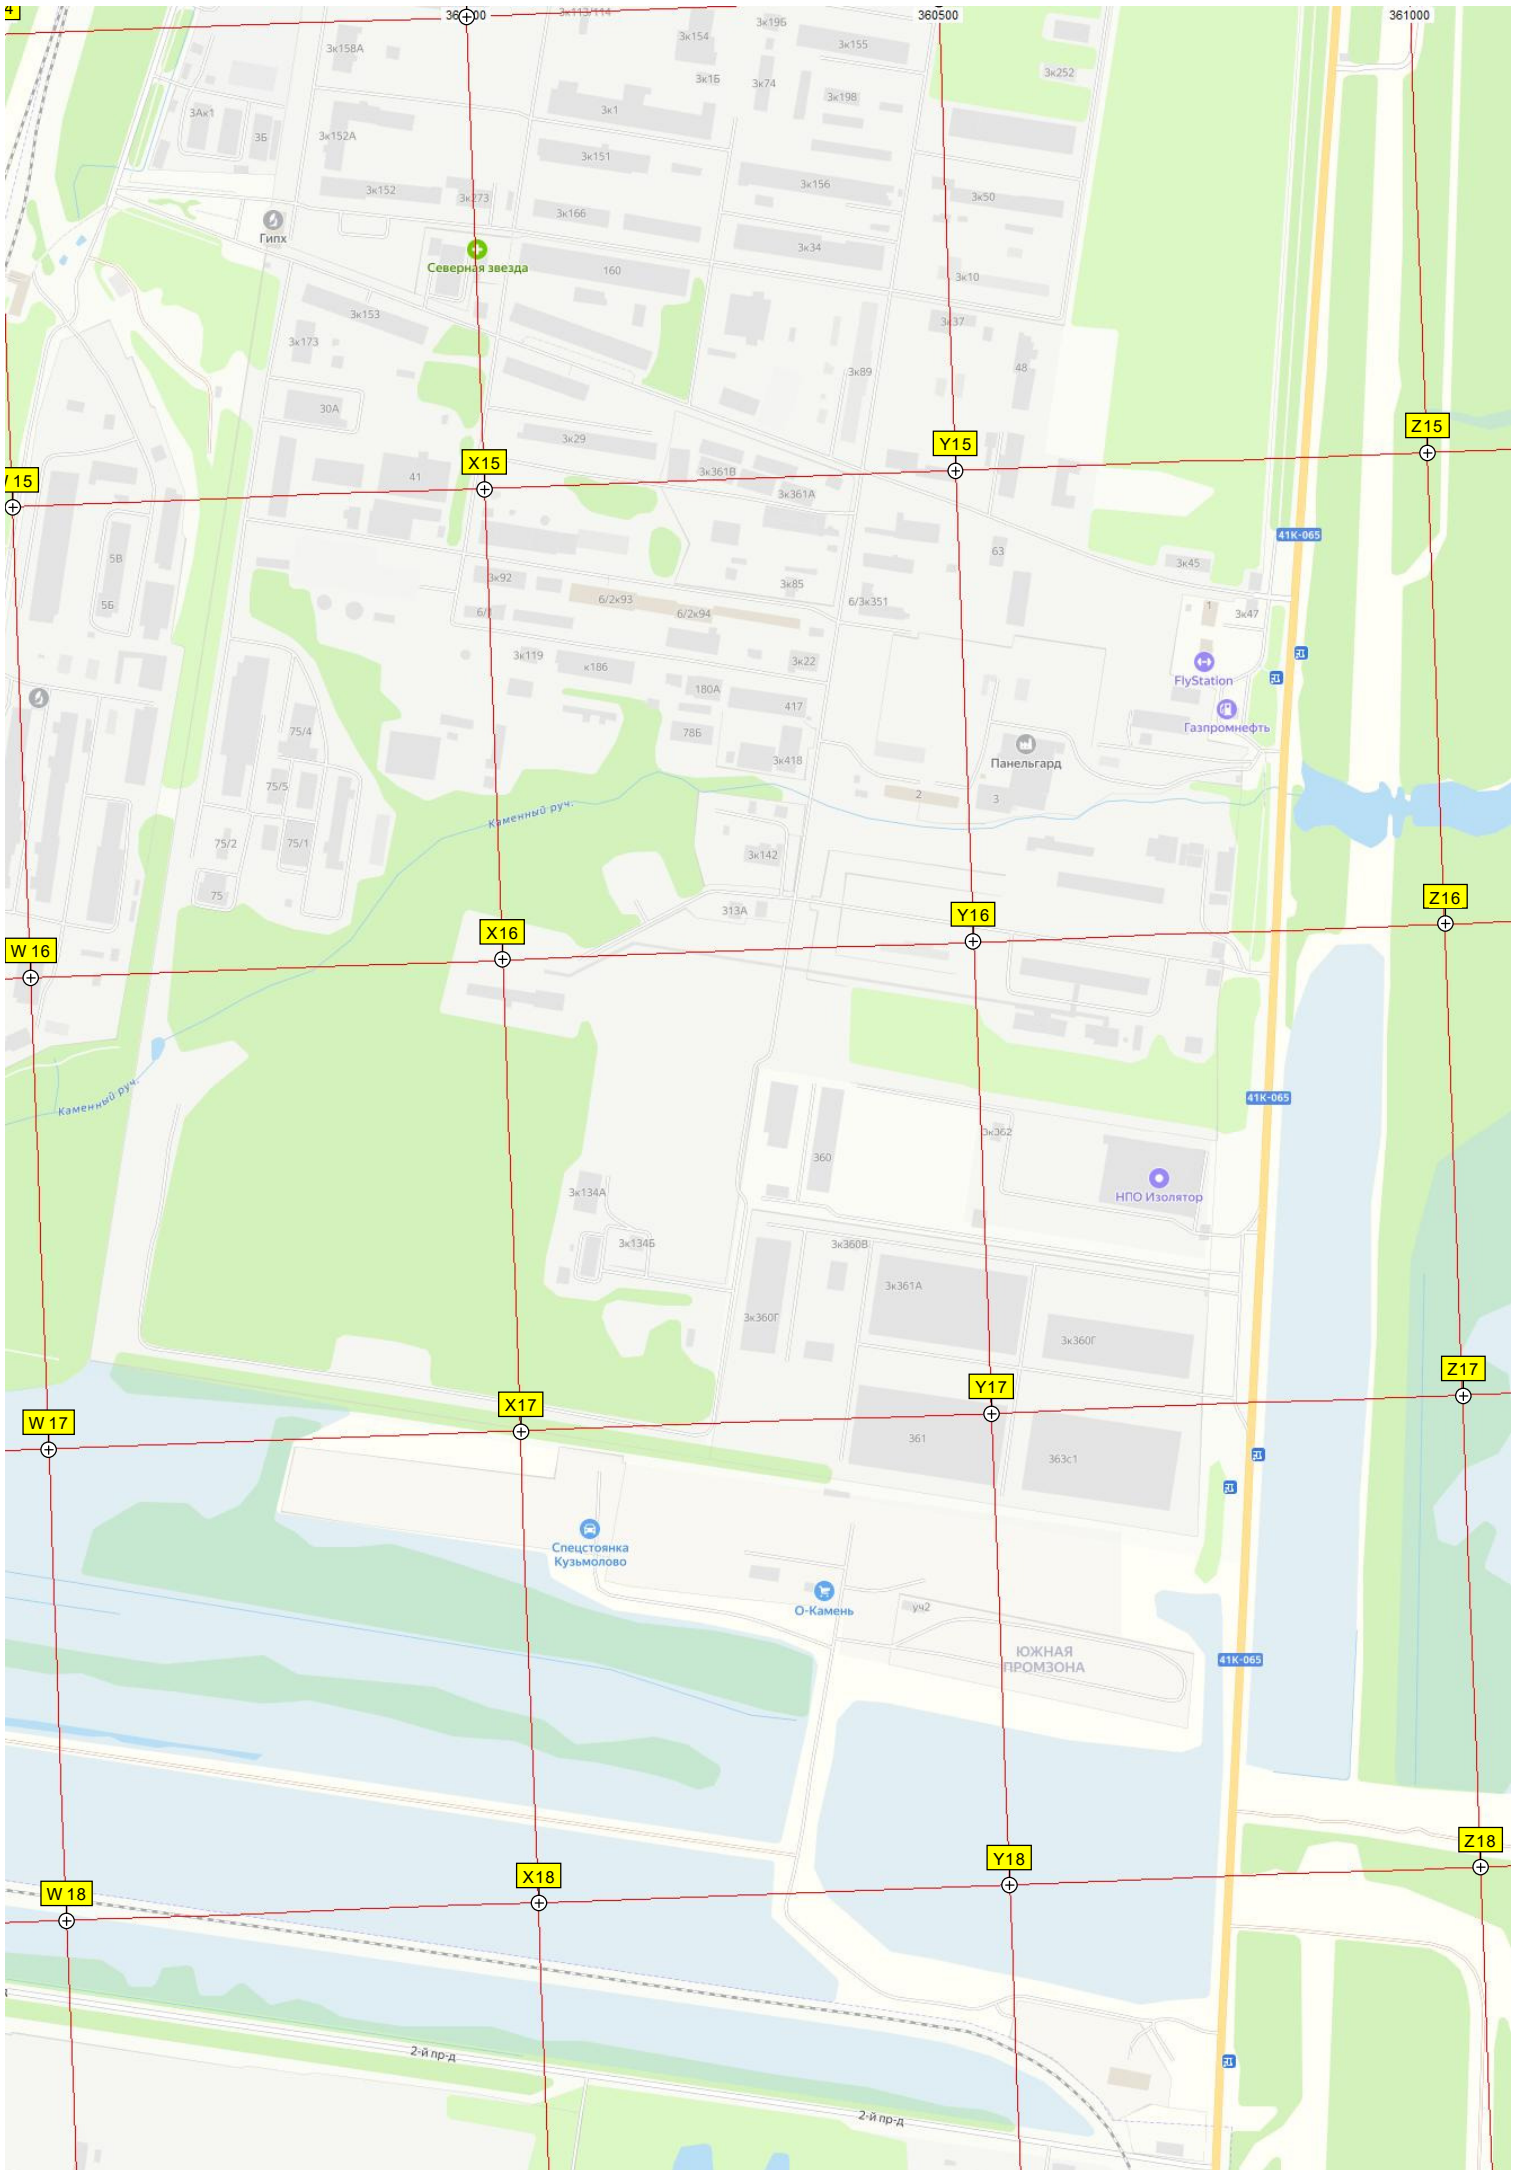 3к113/114
360500
361000
3к196
3к154
3к155
3к158А
3к1Б
3к74
3к252
3к198
3Ак1
3к1
3Б
3к152А
3к151
3к156
3к152
3к273
3к50
3к166
Гипх
3к34
Северная звезда
160
3к10
3к153
3к37
3к173
3к89
48
30А
Z15
3к29
Y15
X15
3к361В
41
15
3к361А
41К-065
63
5В
3к45
3к92
3к85
5Б
6/2к93
6/3к351
1
6/2к94
3к47
3к119
3к22
к186
FlyStation
180А
417
75/4
78Б
Газпромнефть
3к418
Панельгард
75/5
2
3
Каменный руч.
75/2
75/1
3к142
75
Z16
313А
Y16
X16
W 16
Каменный руч.
41К-065
3к362
360
3к134А
НПО Изолятор
3к134Б
3к360В
3к361А
3к360Г
3к360Г
Z17
Y17
X17
W 17
361
363с1
Спецстоянка
Кузьмолово
О-Камень
уч2
ЮЖНАЯ
ПРОМЗОНА
41К-065
Z18
Y18
X18
W 18
2-й пр-д
2-й пр-д